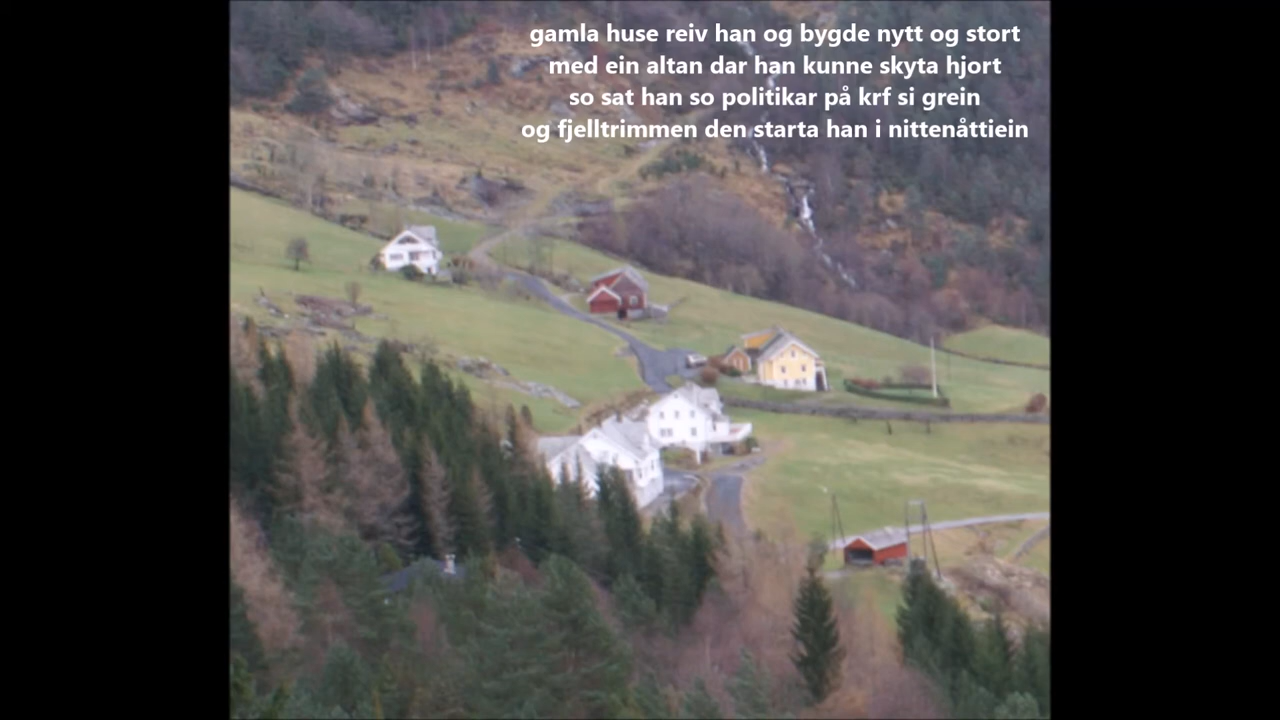 gamla huse reiv han og bygde nytt og stort
med ein altan dar han kunne skyta hjort
so sat han so politikar på krf si grein
og fjelltrimmen den starta han i nittenåttiein